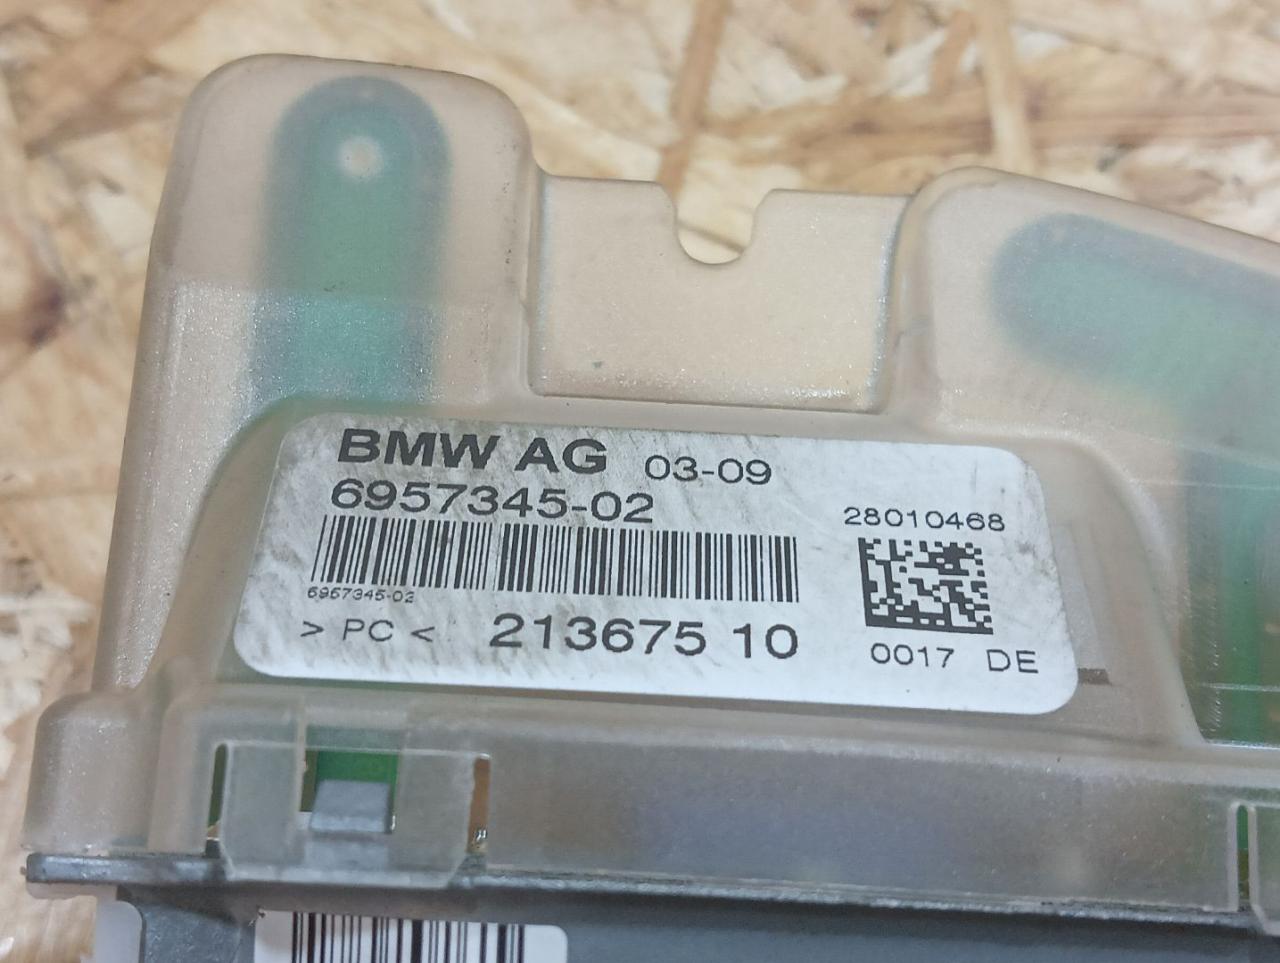 BMW AG 03-09
6957345-02
28010468
6957345-02
> PC < 213675 10
0017 DE